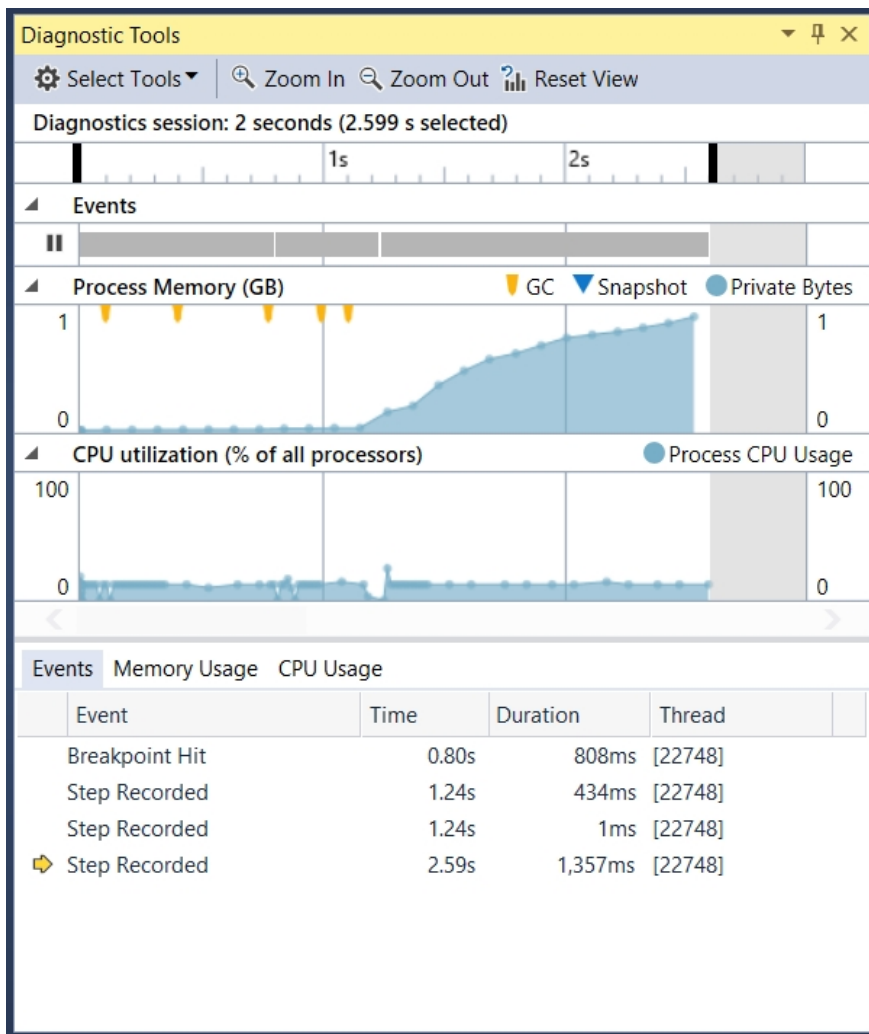 Diagnostic Tools
Select Tools Zoom In Zoom Out Reset View
Diagnostics session: 2 seconds (2.599 s selected)
1s 2s
Events
Process Memory (GB) GC Snapshot Private Bytes
1 1
0 0
CPU utilization (% of all processors) Process CPU Usage
100 100
0 0
Events Memory Usage CPU Usage
Event Time Duration Thread
Breakpoint Hit 0.80s 808ms [22748]
Step Recorded 1.24s 434ms [22748]
Step Recorded 1.24s 1ms [22748]
Step Recorded 2.59s 1,357ms [22748]